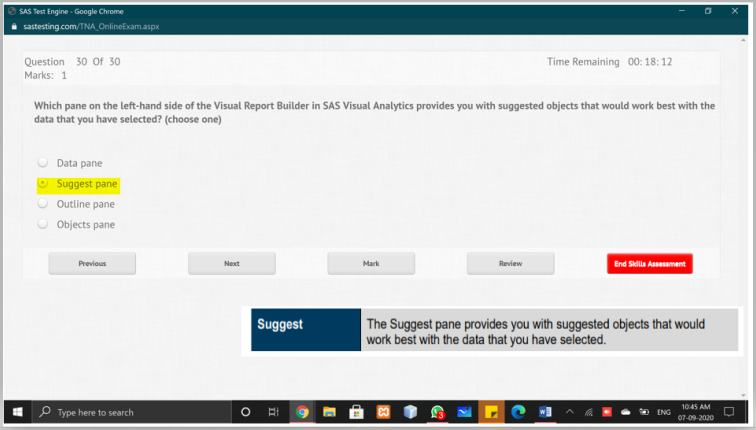 SAS Test Engine - Google Chrome
sastesting.com/TNA_OnlineExam.aspx
Question 30 Of 30 Time Remaining 00:18:12
Marks: 1
Which pane on the left-hand side of the Visual Report Builder in SAS Visual Analytics provides you with suggested objects that would work best with the
data that you have selected? (choose one)
Data pane
Suggest pane
Outline pane
Objects pane
Previous Next Mark Review End Skills Assessment
Suggest The Suggest pane provides you with suggested objects that would
work best with the data that you have selected.
Type here to search 3 ENG 10:45 AM
07-09-2020